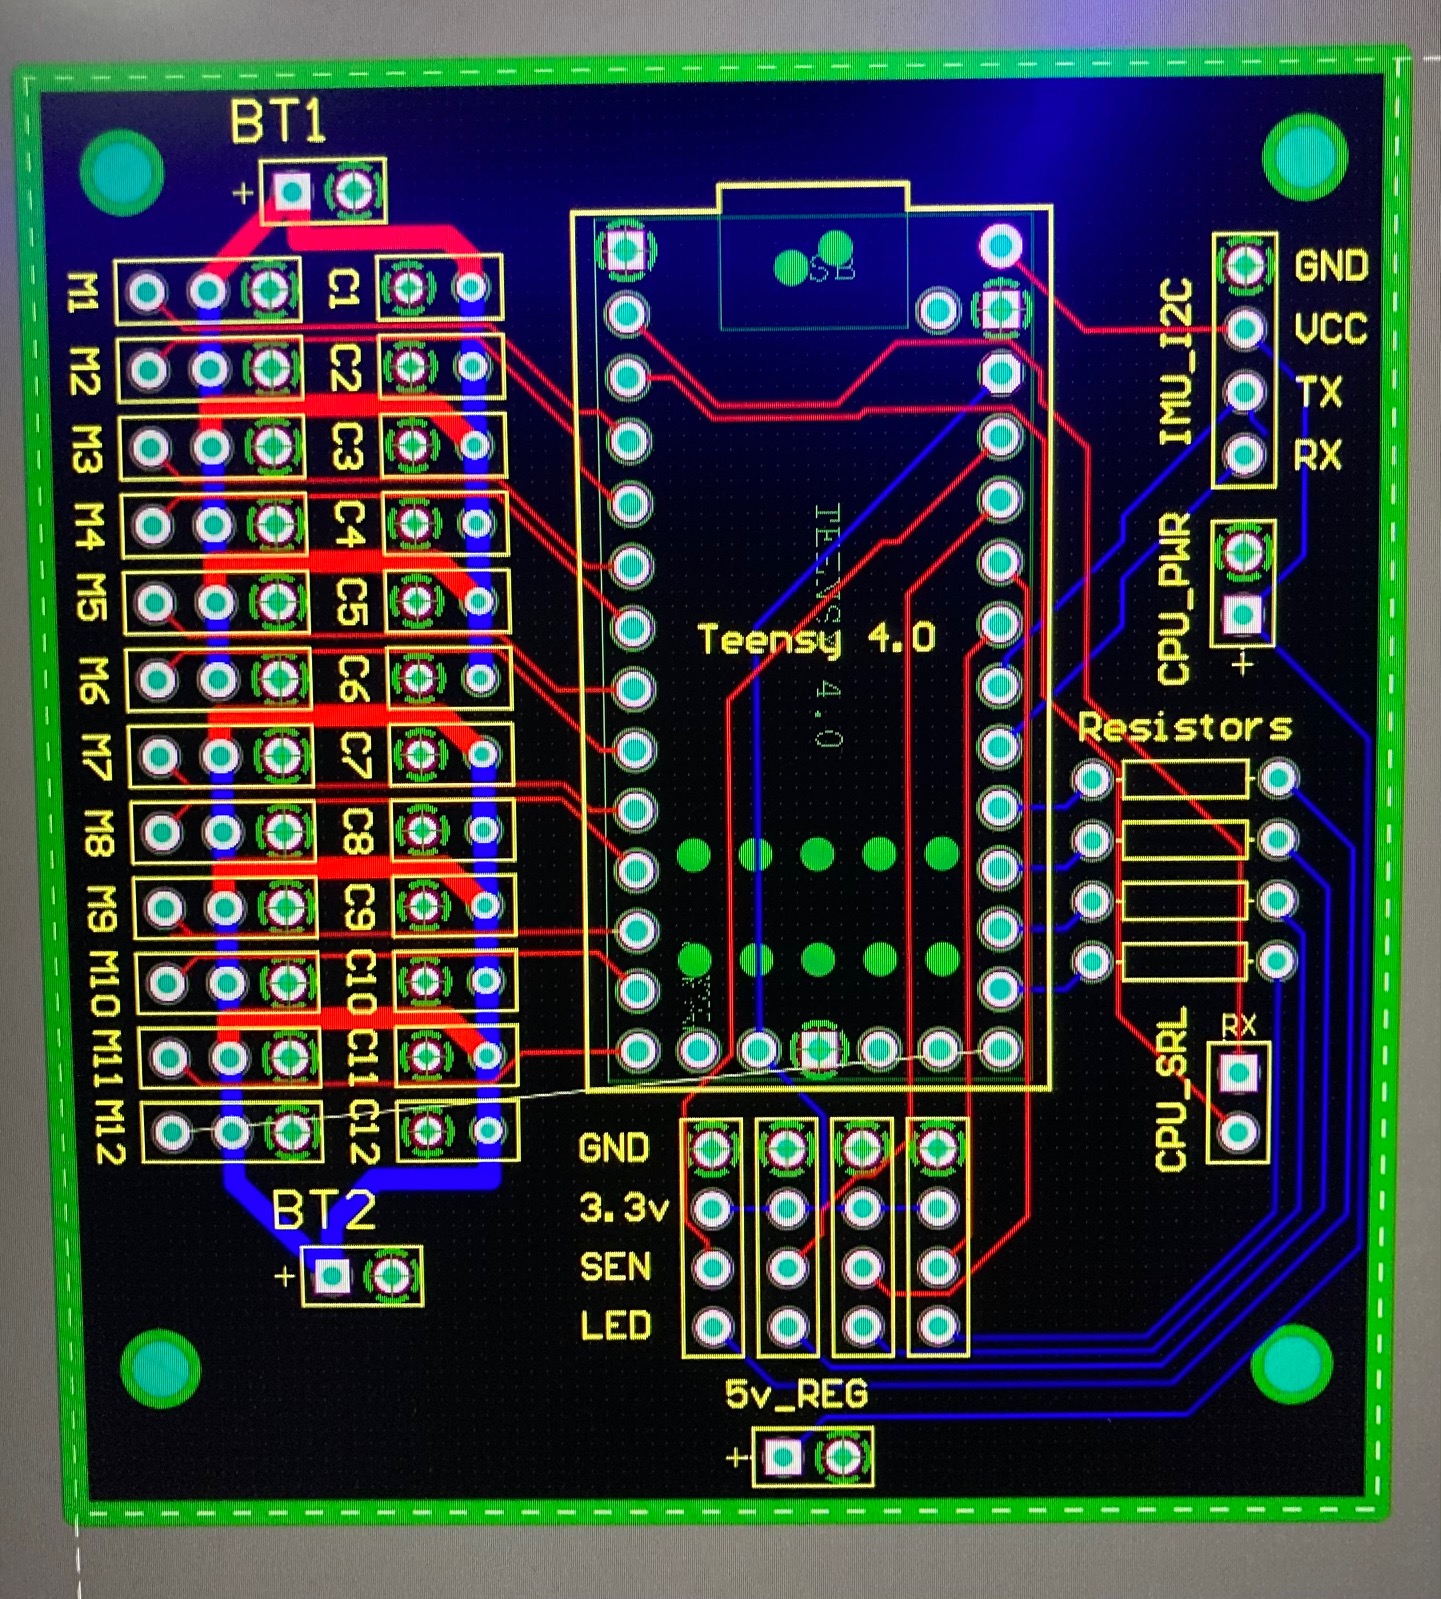 BT1
+
M1
C1
M2
C2
M3
C3
M4
C4
M5
C5
M6
C6
M7
C7
M8
C8
M9
C9
M10
C10
M11
C11
M12
C12
BT2
+
Teensy 4.0
TEENSY 4.0
IMU_I2C
GND
VCC
TX
RX
CPU_PWR
+
Resistors
CPU_SRL
RX
GND
3.3v
SEN
LED
5v_REG
+